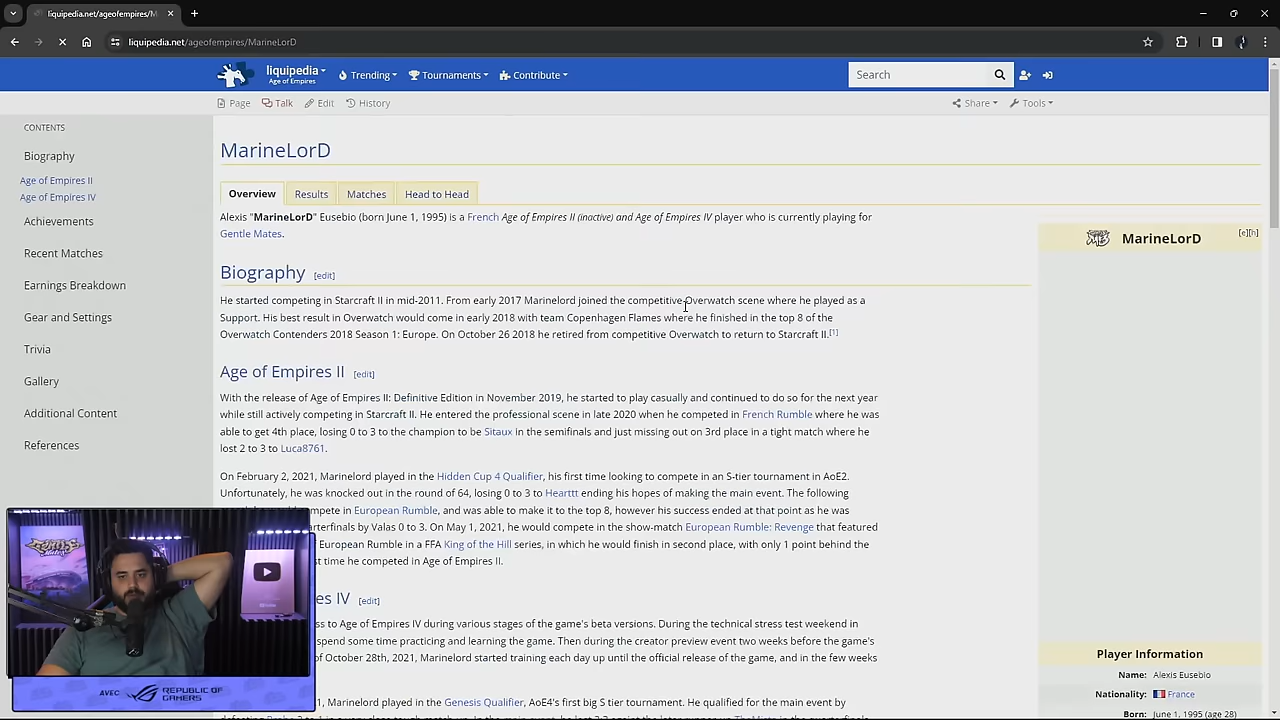 liquipedia.net/ageofempires/M
liquipedia.net/ageofempires/MarineLorD
liquipedia
Age of Empires
Trending
Tournaments
Contribute
Search
Page
Talk
Edit
History
Share
Tools
CONTENTS
Biography
Age of Empires II
Age of Empires IV
Achievements
Recent Matches
Earnings Breakdown
Gear and Settings
Trivia
Gallery
Additional Content
References
MarineLorD
Overview
Results
Matches
Head to Head
Alexis "MarineLorD" Eusebio (born June 1, 1995) is a French Age of Empires II (inactive) and Age of Empires IV player who is currently playing for
Gentle Mates.
Biography [edit]
He started competing in Starcraft II in mid-2011. From early 2017 Marinelord joined the competitive Overwatch scene where he played as a
Support. His best result in Overwatch would come in early 2018 with team Copenhagen Flames where he finished in the top 8 of the
Overwatch Contenders 2018 Season 1: Europe. On October 26 2018 he retired from competitive Overwatch to return to Starcraft II.[1]
Age of Empires II [edit]
With the release of Age of Empires II: Definitive Edition in November 2019, he started to play casually and continued to do so for the next year
while still actively competing in Starcraft II. He entered the professional scene in late 2020 when he competed in French Rumble where he was
able to get 4th place, losing 0 to 3 to the champion to be Sitaux in the semifinals and just missing out on 3rd place in a tight match where he
lost 2 to 3 to Luca8761.
On February 2, 2021, Marinelord played in the Hidden Cup 4 Qualifier, his first time looking to compete in an S-tier tournament in AoE2.
Unfortunately, he was knocked out in the round of 64, losing 0 to 3 to Hearttt ending his hopes of making the main event. The following
compete in European Rumble, and was able to make it to the top 8, however his success ended at that point as he was
arterfinals by Valas 0 to 3. On May 1, 2021, he would compete in the show-match European Rumble: Revenge that featured
European Rumble in a FFA King of the Hill series, in which he would finish in second place, with only 1 point behind the
st time he competed in Age of Empires II.
es IV [edit]
ss to Age of Empires IV during various stages of the game's beta versions. During the technical stress test weekend in
spend some time practicing and learning the game. Then during the creator preview event two weeks before the game's
of October 28th, 2021, Marinelord started training each day up until the official release of the game, and in the few weeks
1, Marinelord played in the Genesis Qualifier, AoE4's first big S tier tournament. He qualified for the main event by
MarineLorD
[e][h]
Player Information
Name: Alexis Eusebio
Nationality: France
Born: June 1, 1995 (age 28)
AVEC
REPUBLIC OF
GAMERS